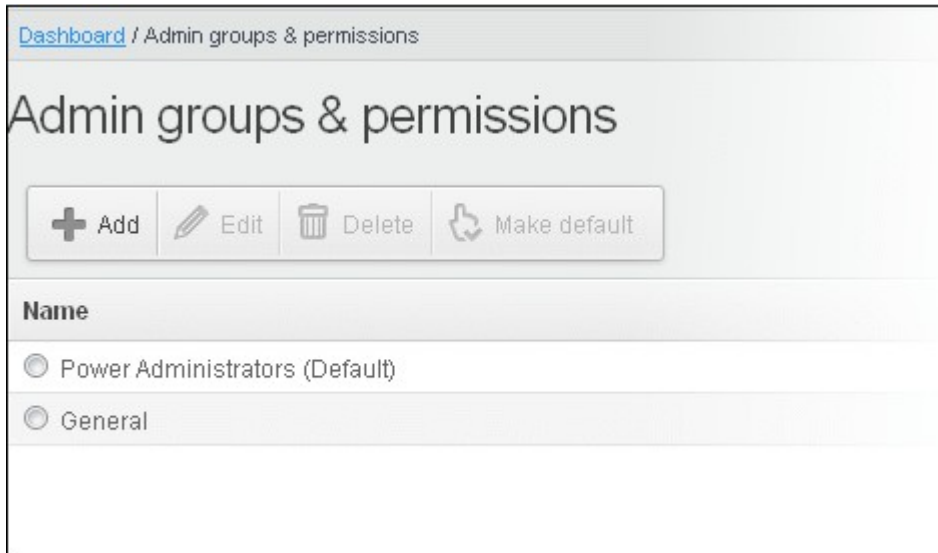 Dashboard / Admin groups & permissions
Admin groups & permissions
Add Edit Delete Make default
Name
Power Administrators (Default)
General